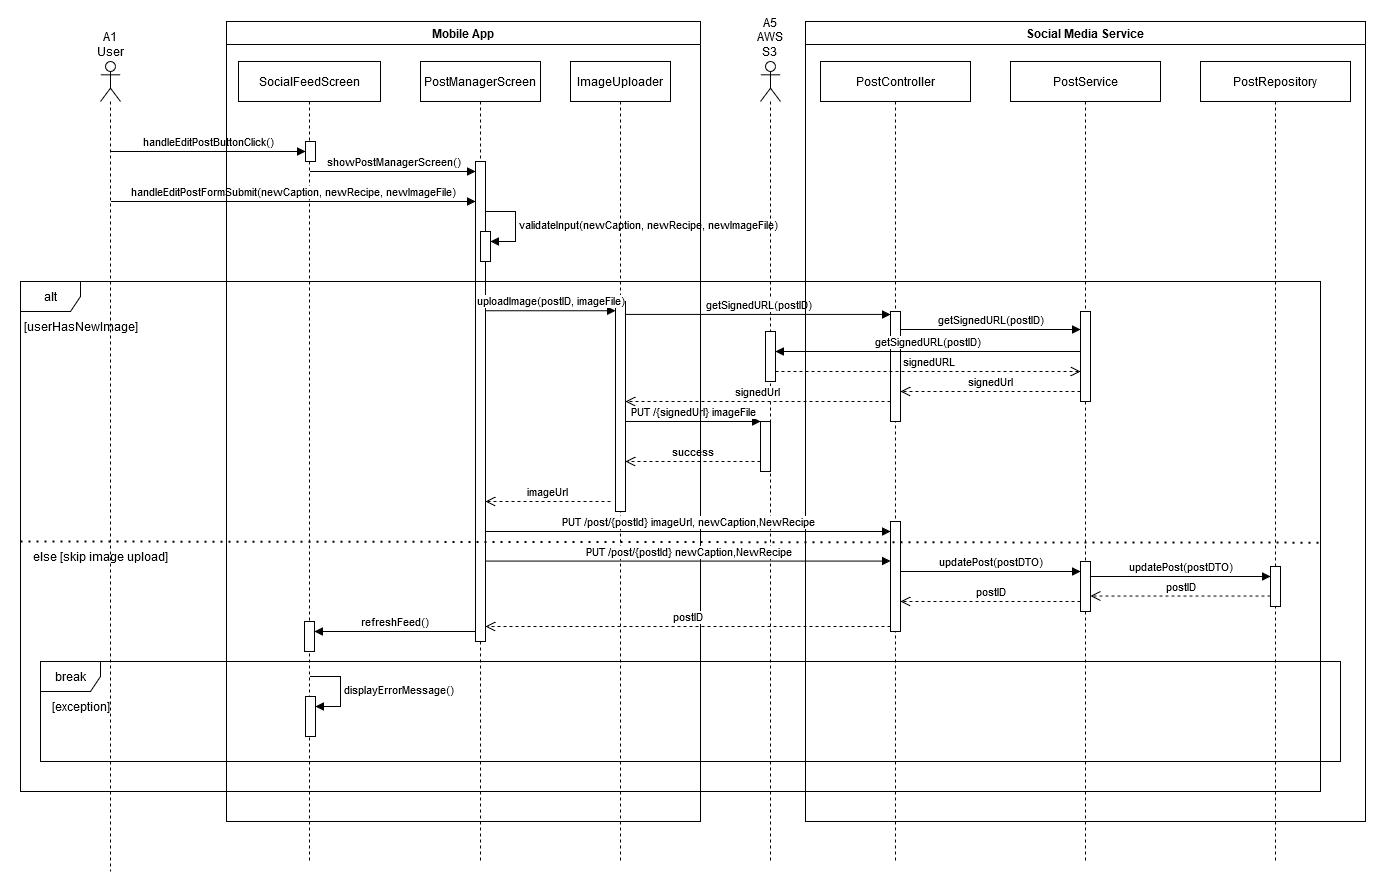 A1
User
Mobile App
A5
AWS
S3
Social Media Service
SocialFeedScreen
PostManagerScreen
ImageUploader
PostController
PostService
PostRepository
handleEditPostButtonClick()
showPostManagerScreen()
handleEditPostFormSubmit(newCaption, newRecipe, newImageFile)
validateInput(newCaption, newRecipe, newImageFile)
alt
[userHasNewImage]
uploadImage(postID, imageFile)
getSignedURL(postID)
getSignedURL(postID)
getSignedURL(postID)
signedURL
signedUrl
signedUrl
PUT /{signedUrl} imageFile
success
imageUrl
PUT /post/{postId} imageUrl, newCaption,NewRecipe
else [skip image upload]
PUT /post/{postId} newCaption,NewRecipe
updatePost(postDTO)
updatePost(postDTO)
postID
postID
postID
refreshFeed()
break
[exception]
displayErrorMessage()